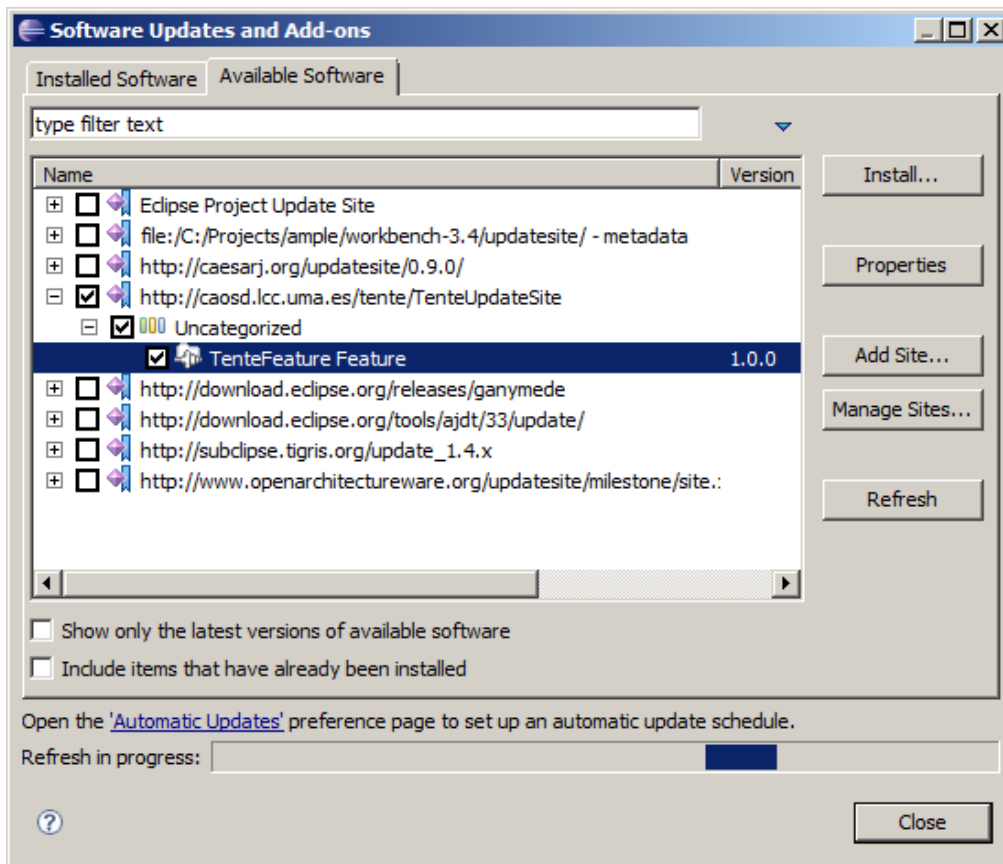 Software Updates and Add-ons
Installed Software
Available Software
type filter text
Name Version
Install...
Eclipse Project Update Site
file:/C:/Projects/ample/workbench-3.4/updatesite/ - metadata
http://caesarj.org/updatesite/0.9.0/
Properties
http://caosd.lcc.uma.es/tente/TenteUpdateSite
Uncategorized
TenteFeature Feature 1.0.0
Add Site...
http://download.eclipse.org/releases/ganymede
http://download.eclipse.org/tools/ajdt/33/update/
Manage Sites...
http://subclipse.tigris.org/update_1.4.x
http://www.openarchitectureware.org/updatesite/milestone/site.
Refresh
Show only the latest versions of available software
Include items that have already been installed
Open the 'Automatic Updates' preference page to set up an automatic update schedule.
Refresh in progress:
?
Close